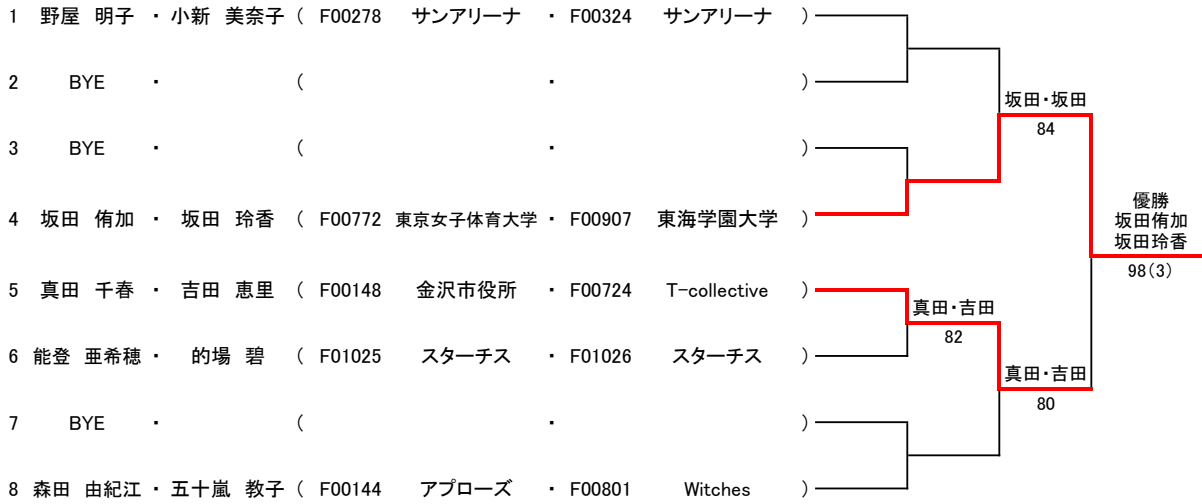 1 野屋 明子 ・ 小新 美奈子 ( F00278 サンアリーナ ・ F00324 サンアリーナ )
2 BYE ・ ( ・ )
坂田・坂田
84
3 BYE ・ ( ・ )
4 坂田 侑加 ・ 坂田 玲香 ( F00772 東京女子体育大学 ・ F00907 東海学園大学 )
優勝
坂田侑加
坂田玲香
98(3)
5 真田 千春 ・ 吉田 恵里 ( F00148 金沢市役所 ・ F00724 T-collective )
真田・吉田
82
6 能登 亜希穂 ・ 的場 碧 ( F01025 スターチス ・ F01026 スターチス )
真田・吉田
80
7 BYE ・ ( ・ )
8 森田 由紀江 ・ 五十嵐 教子 ( F00144 アプローズ ・ F00801 Witches )